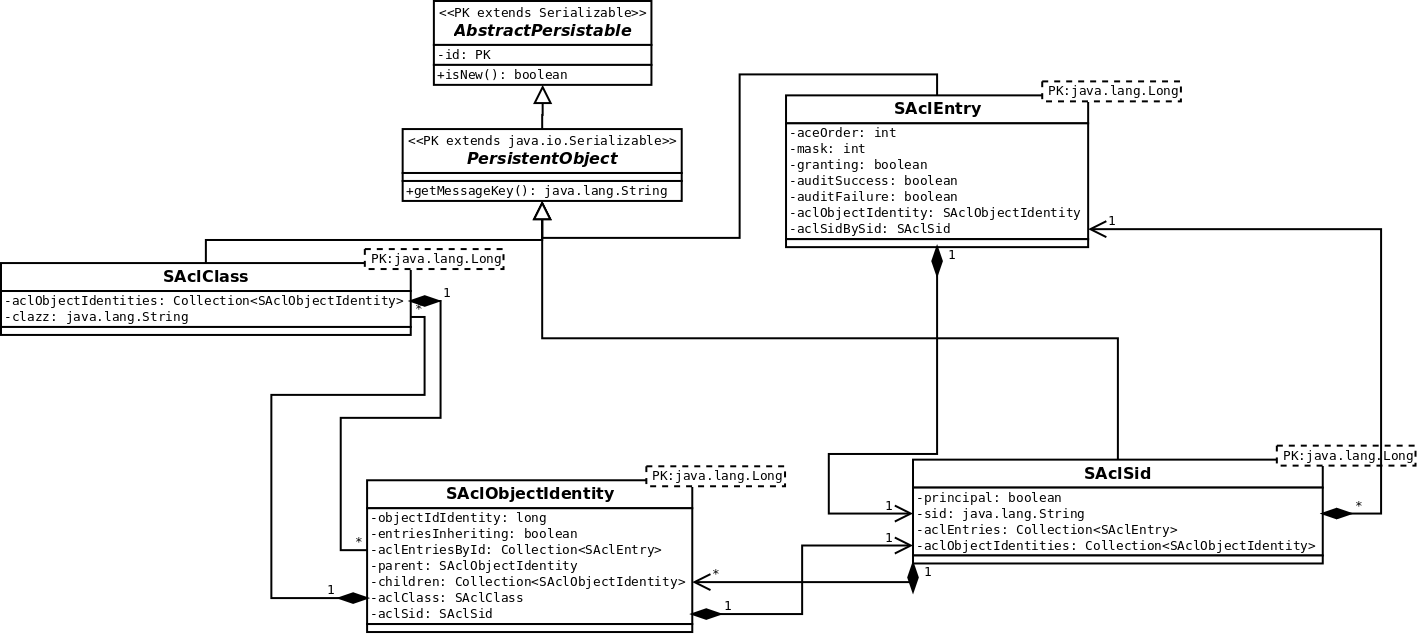 <<PK extends Serializable>>
AbstractPersistable
-id: PK
+isNew(): boolean
<<PK extends java.io.Serializable>>
PersistentObject
+getMessageKey(): java.lang.String
PK:java.lang.Long
SAclEntry
-aceOrder: int
-mask: int
-granting: boolean
-auditSuccess: boolean
-auditFailure: boolean
-aclObjectIdentity: SAclObjectIdentity
-aclSidBySid: SAclSid
1
1
PK:java.lang.Long
SAclClass
-aclObjectIdentities: Collection<SAclObjectIdentity>
-clazz: java.lang.String
1
*
PK:java.lang.Long
SAclObjectIdentity
-objectIdIdentity: long
-entriesInheriting: boolean
-aclEntriesById: Collection<SAclEntry>
-parent: SAclObjectIdentity
-children: Collection<SAclObjectIdentity>
-aclClass: SAclClass
-aclSid: SAclSid
*
1
*
1
PK:java.lang.Long
SAclSid
-principal: boolean
-sid: java.lang.String
-aclEntries: Collection<SAclEntry>
-aclObjectIdentities: Collection<SAclObjectIdentity>
1
1
*
1